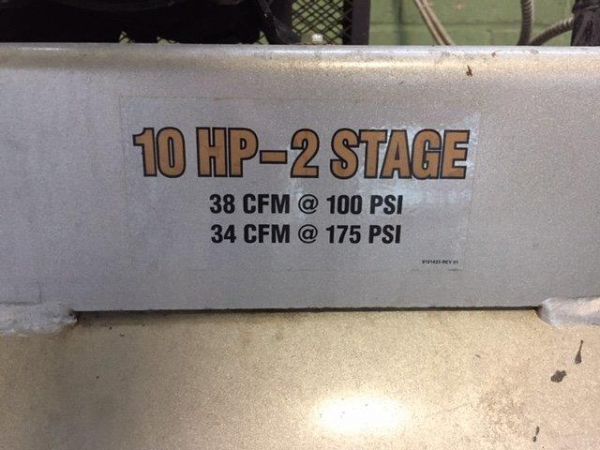 10 HP-2 STAGE
38 CFM @ 100 PSI
34 CFM @ 175 PSI